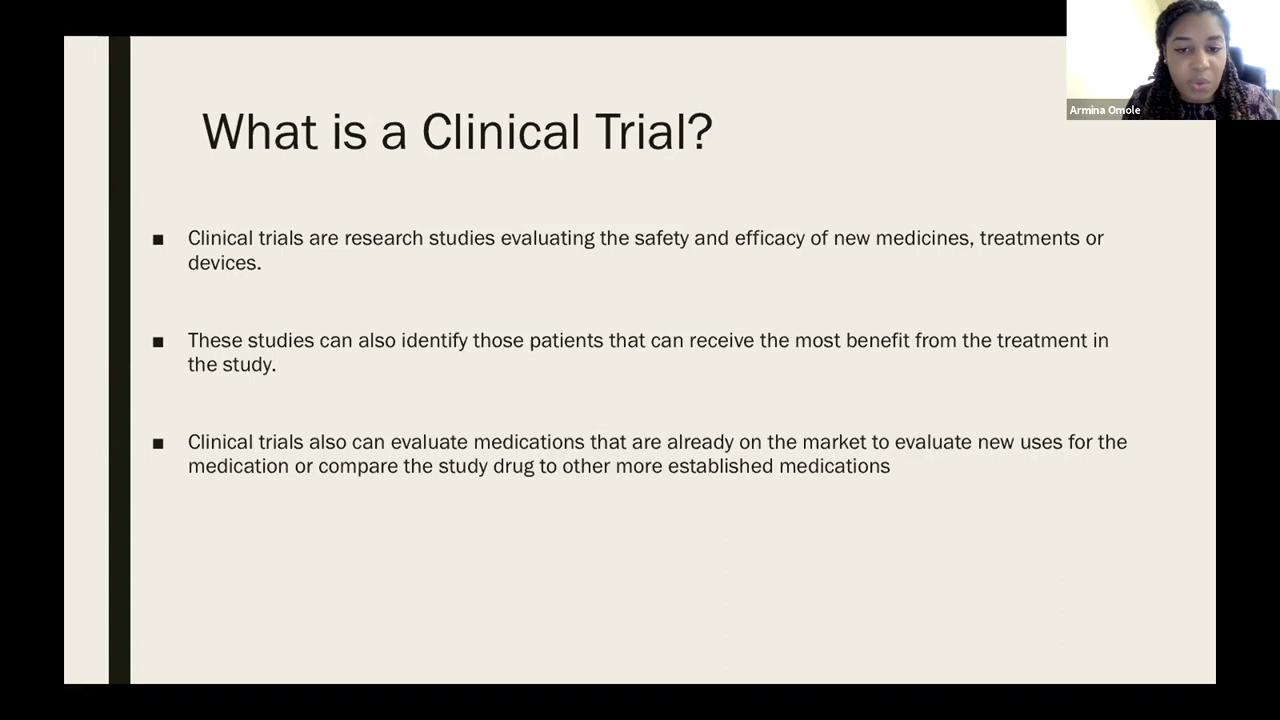 Armina Omole
What is a Clinical Trial?
■ Clinical trials are research studies evaluating the safety and efficacy of new medicines, treatments or
devices.
■ These studies can also identify those patients that can receive the most benefit from the treatment in
the study.
■ Clinical trials also can evaluate medications that are already on the market to evaluate new uses for the
medication or compare the study drug to other more established medications